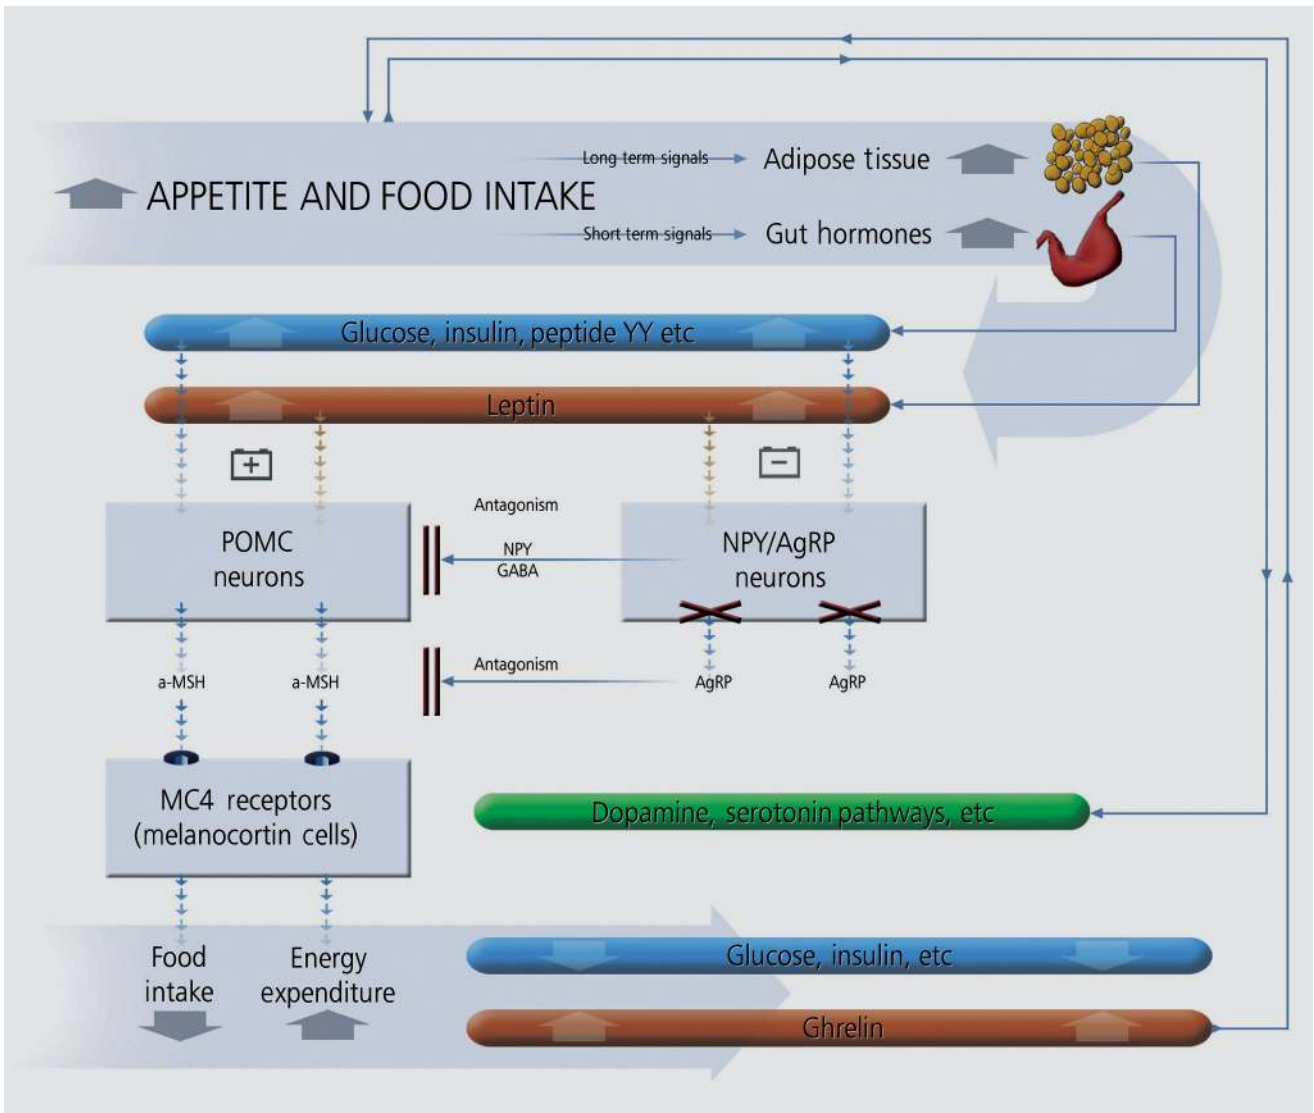 Long term signals
Adipose tissue
APPETITE AND FOOD INTAKE
Short term signals
Gut hormones
Glucose, insulin, peptide YY etc
Leptin
+
−
POMC
neurons
Antagonism
NPY
GABA
NPY/AgRP
neurons
a-MSH
a-MSH
Antagonism
AgRP
AgRP
MC4 receptors
(melanocortin cells)
Dopamine, serotonin pathways, etc
Food
intake
Energy
expenditure
Glucose, insulin, etc
Ghrelin